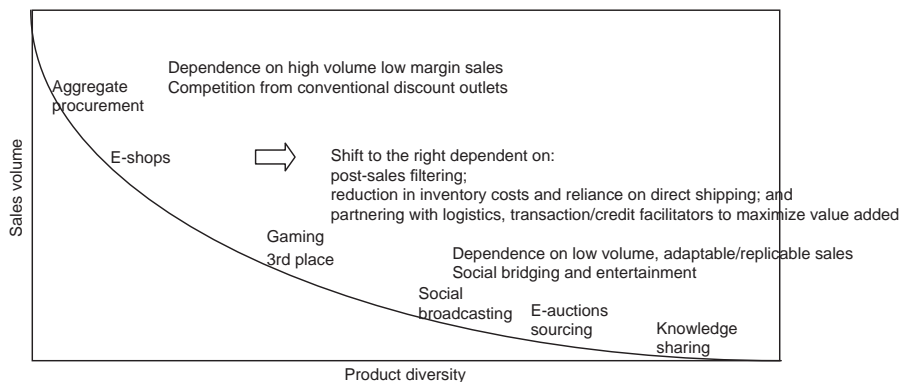 Dependence on high volume low margin sales
Competition from conventional discount outlets
Aggregate
procurement
E-shops
Shift to the right dependent on:
post-sales filtering;
reduction in inventory costs and reliance on direct shipping; and
partnering with logistics, transaction/credit facilitators to maximize value added
Sales volume
Gaming
3rd place
Dependence on low volume, adaptable/replicable sales
Social bridging and entertainment
Social
broadcasting
E-auctions
sourcing
Knowledge
sharing
Product diversity